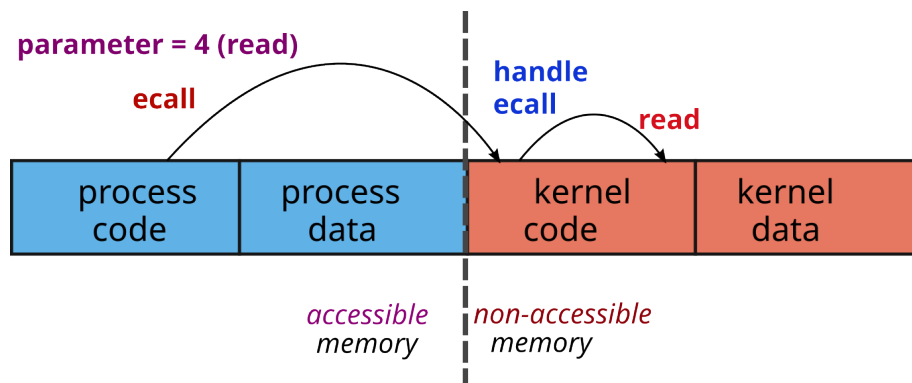 parameter = 4 (read)
ecall
handle
ecall
read
process
code
process
data
kernel
code
kernel
data
accessible
memory
non-accessible
memory